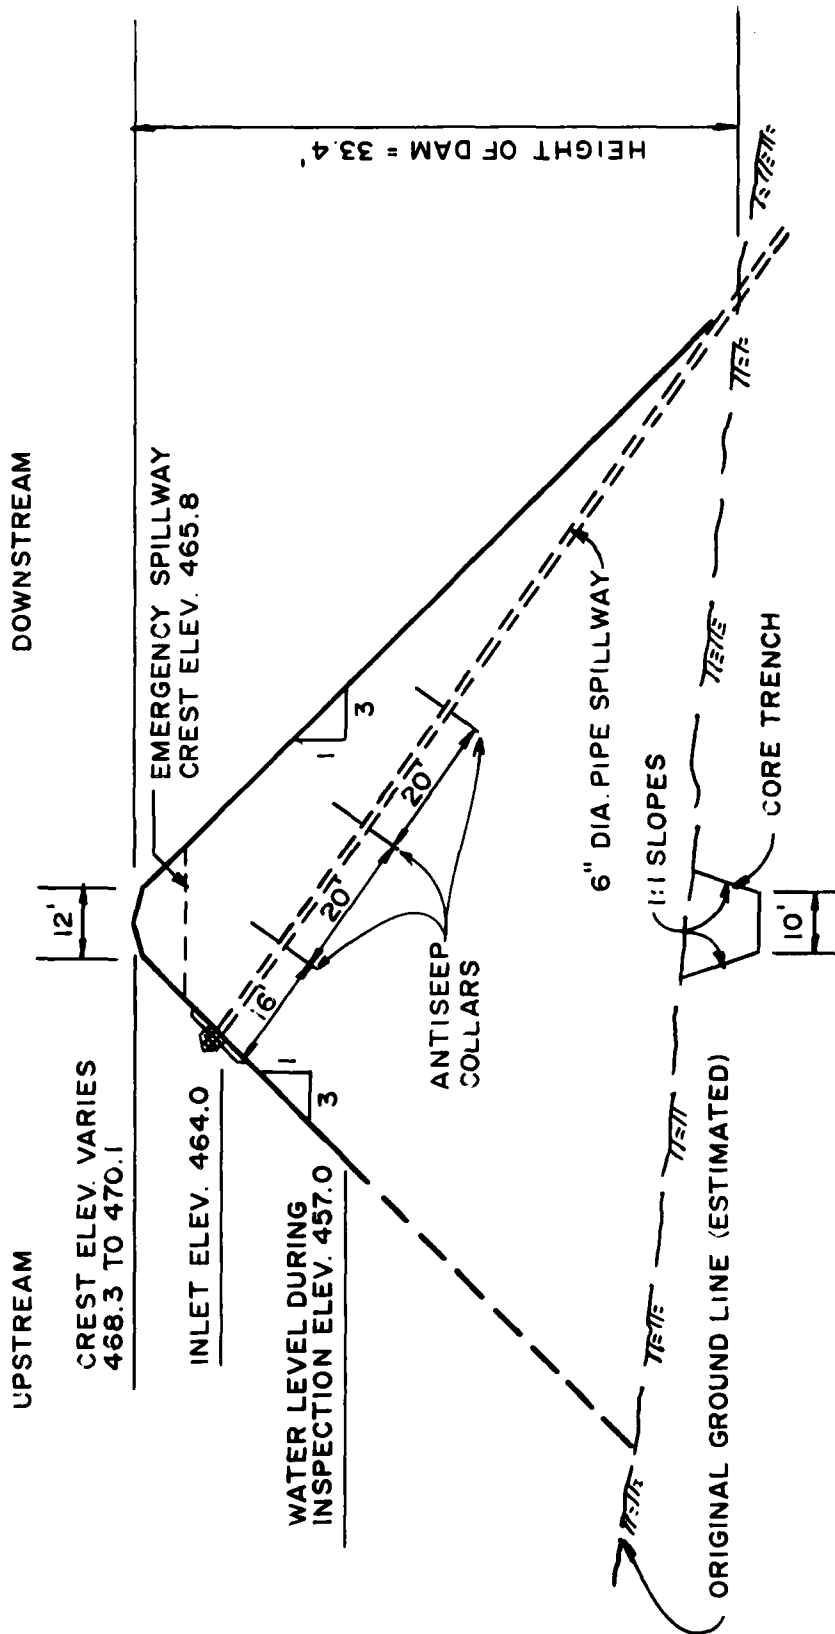 UPSTREAM
DOWNSTREAM
CREST ELEV. VARIES
468.3 TO 470.1
12'
EMERGENCY SPILLWAY
CREST ELEV. 465.8
INLET ELEV. 464.0
WATER LEVEL DURING
INSPECTION ELEV. 457.0
1
3
1
3
16'
20'
20'
ANTISEEP
COLLARS
HEIGHT OF DAM = 33.4'
6" DIA. PIPE SPILLWAY
1:1 SLOPES
CORE TRENCH
10'
ORIGINAL GROUND LINE (ESTIMATED)